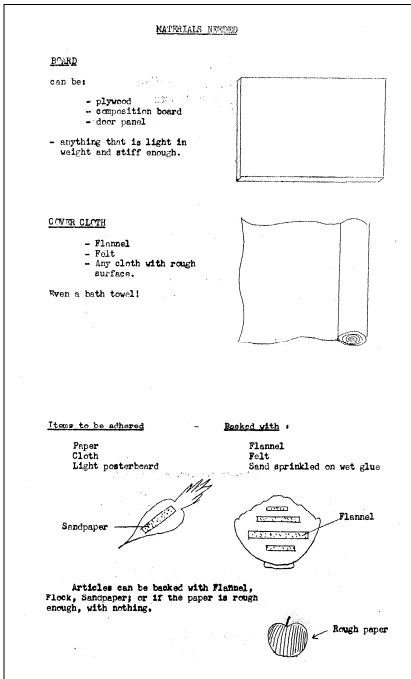 MATERIALS NEEDED
BOARD
can be:
- plywood
- composition board
- door panel
- anything that is light in
weight and stiff enough.
COVER CLOTH
- Flannel
- Felt
- Any cloth with rough
surface.
Even a bath towel!
Items to be adhered - Backed with :
Paper Flannel
Cloth Felt
Light posterboard Sand sprinkled on wet glue
Sandpaper
Flannel
Articles can be backed with Flannel,
Flock, Sandpaper; or if the paper is rough
enough, with nothing.
Rough paper